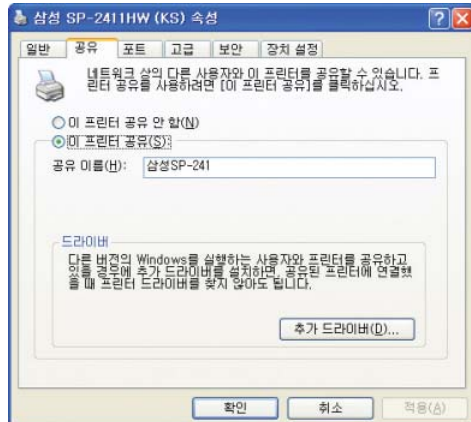 삼성 SP-2411HW (KS) 속성
일반 공유 포트 고급 보안 장치 설정
네트워크 상의 다른 사용자와 이 프린터를 공유할 수 있습니다. 프
린터 공유를 사용하려면 [이 프린터 공유]를 클릭하십시오.
이 프린터 공유 안 함(N)
이 프린터 공유(S):
공유 이름(H): 삼성SP-241
드라이버
다른 버전의 Windows를 실행하는 사용자와 프린터를 공유하고
있을 경우에 추가 드라이버를 설치하면, 공유된 프린터에 연결했
을 때 프린터 드라이버를 찾지 않아도 됩니다.
추가 드라이버(D)...
확인 취소 적용(A)